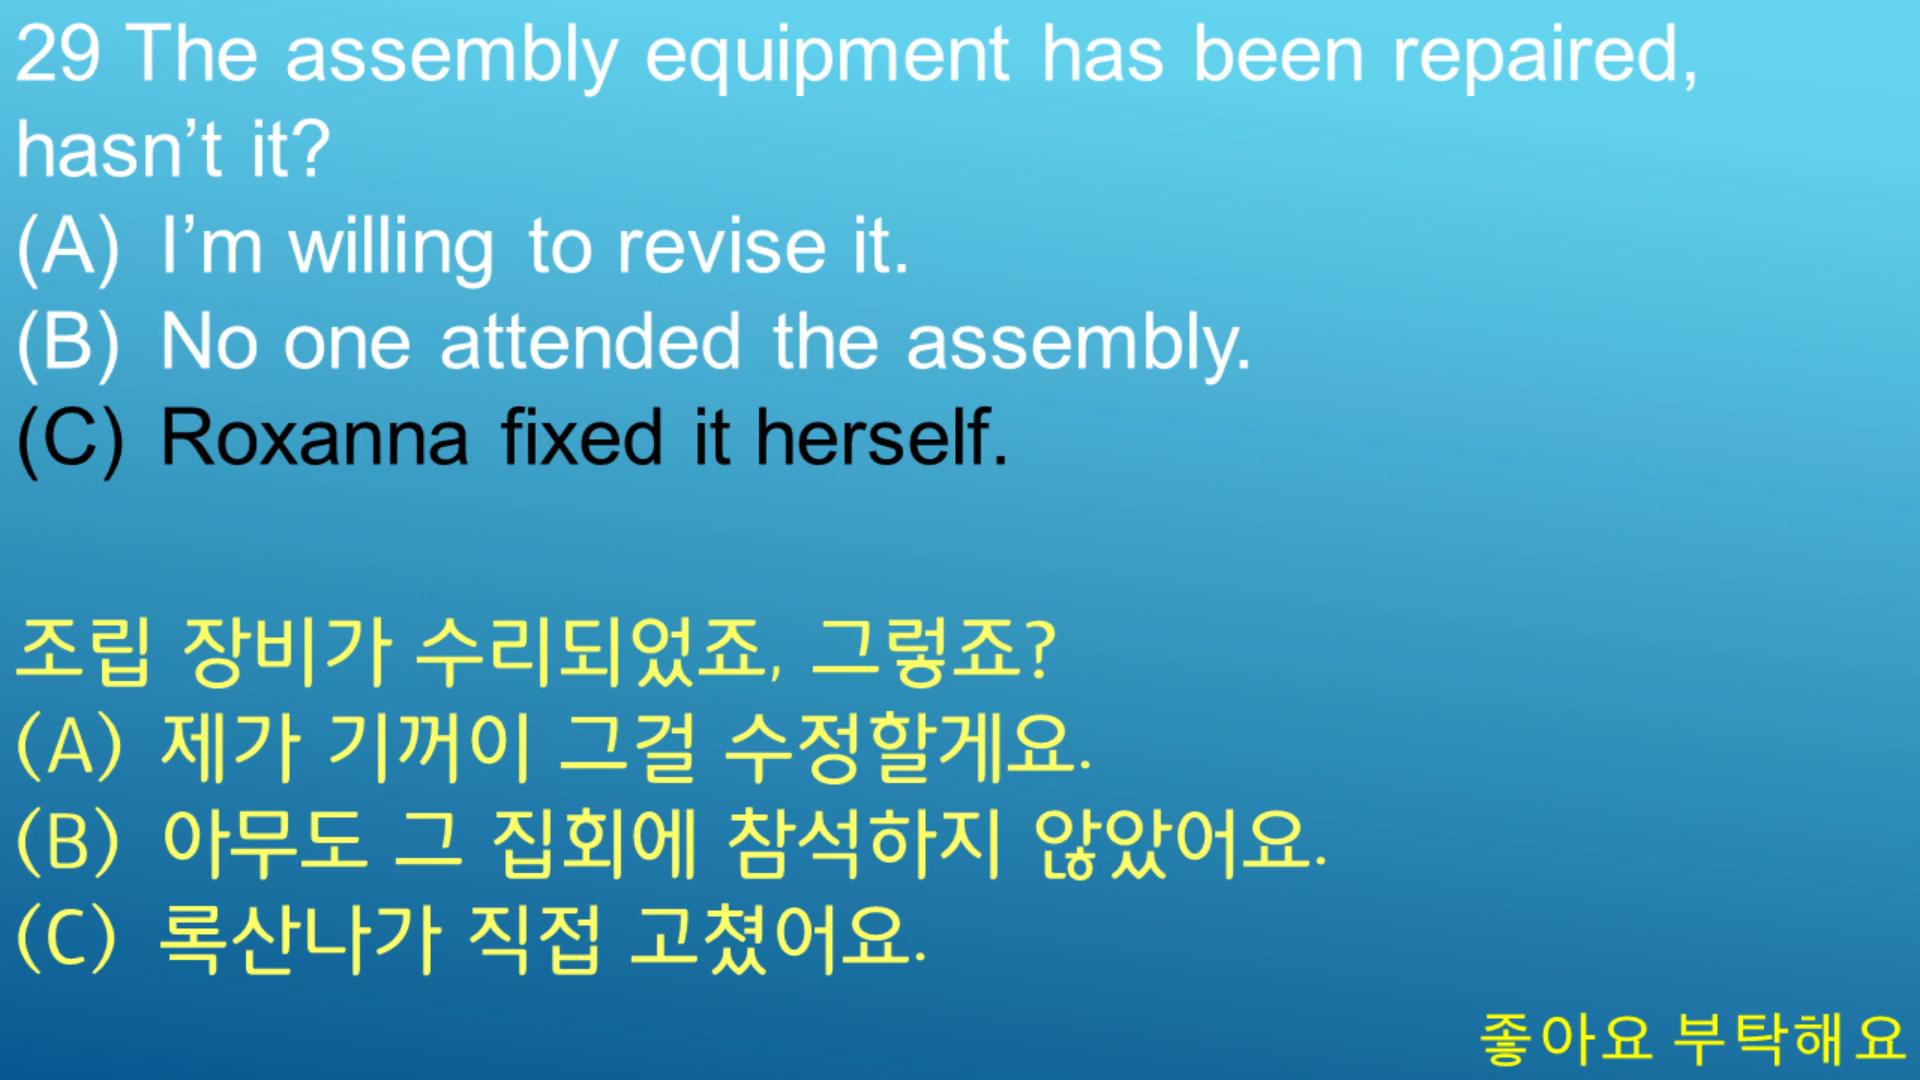 29 The assembly equipment has been repaired,
hasn’t it?
(A) I’m willing to revise it.
(B) No one attended the assembly.
(C) Roxanna fixed it herself.
조립 장비가 수리되었죠, 그렇죠?
(A) 제가 기꺼이 그걸 수정할게요.
(B) 아무도 그 집회에 참석하지 않았어요.
(C) 록산나가 직접 고쳤어요.
좋아요 부탁해요